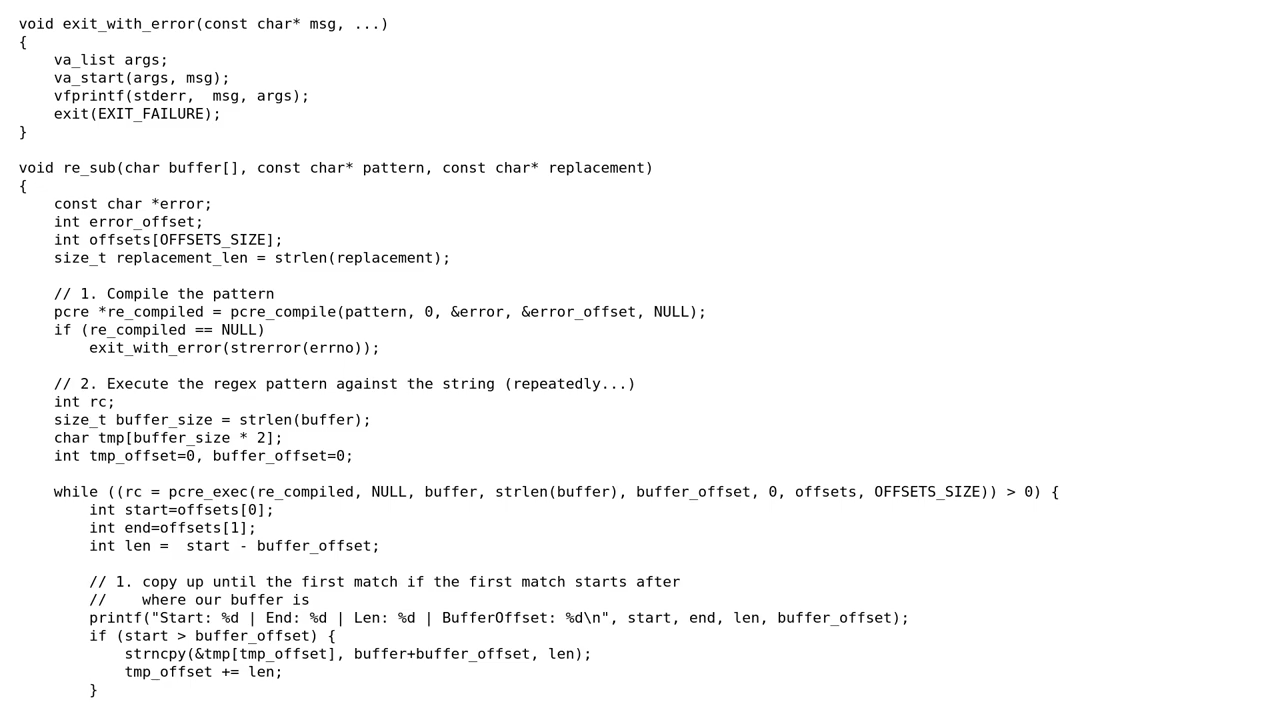 void exit_with_error(const char* msg, ...)
{
    va_list args;
    va_start(args, msg);
    vfprintf(stderr,  msg, args);
    exit(EXIT_FAILURE);
}

void re_sub(char buffer[], const char* pattern, const char* replacement)
{
    const char *error;
    int error_offset;
    int offsets[OFFSETS_SIZE];
    size_t replacement_len = strlen(replacement);

    // 1. Compile the pattern
    pcre *re_compiled = pcre_compile(pattern, 0, &error, &error_offset, NULL);
    if (re_compiled == NULL)
        exit_with_error(strerror(errno));

    // 2. Execute the regex pattern against the string (repeatedly...)
    int rc;
    size_t buffer_size = strlen(buffer);
    char tmp[buffer_size * 2];
    int tmp_offset=0, buffer_offset=0;

    while ((rc = pcre_exec(re_compiled, NULL, buffer, strlen(buffer), buffer_offset, 0, offsets, OFFSETS_SIZE)) > 0) {
        int start=offsets[0];
        int end=offsets[1];
        int len =  start - buffer_offset;

        // 1. copy up until the first match if the first match starts after
        //    where our buffer is
        printf("Start: %d | End: %d | Len: %d | BufferOffset: %d\n", start, end, len, buffer_offset);
        if (start > buffer_offset) {
            strncpy(&tmp[tmp_offset], buffer+buffer_offset, len);
            tmp_offset += len;
        }